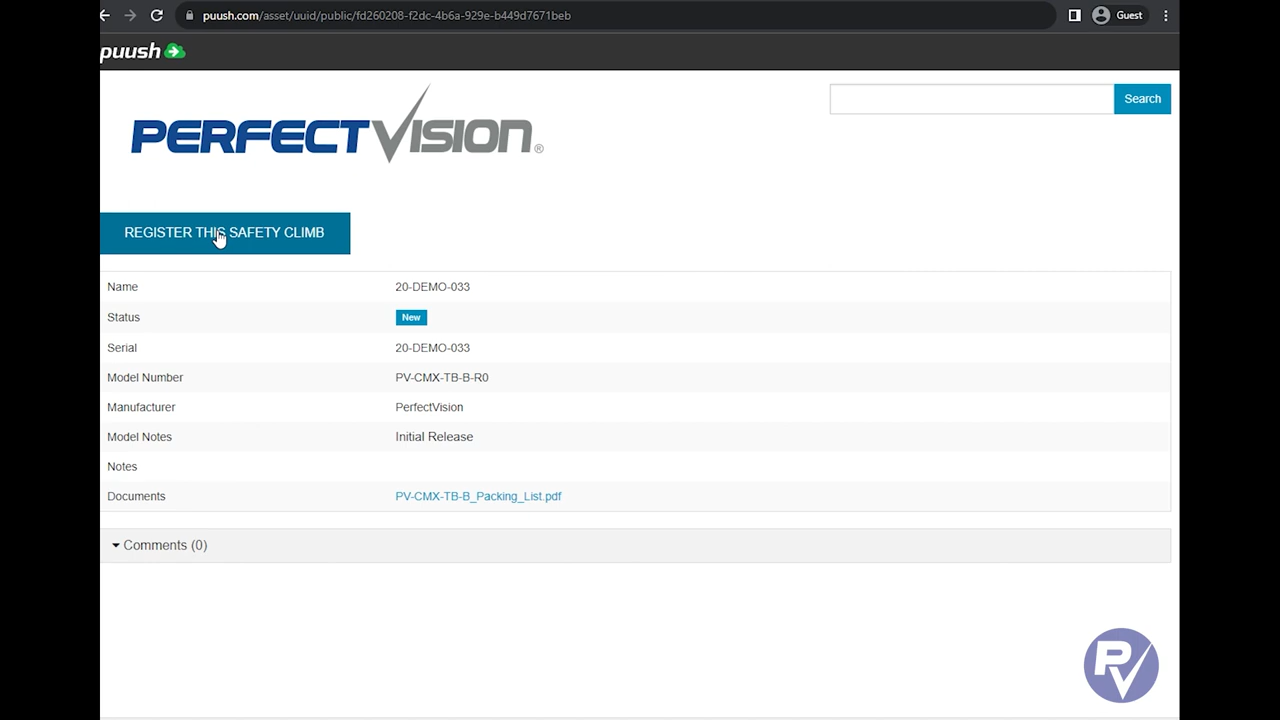 puush.com/asset/uuid/public/fd260208-f2dc-4b6a-929e-b449d7671beb
Guest
puush
PERFECTVISION®
Search
REGISTER THIS SAFETY CLIMB
Name 20-DEMO-033
Status New
Serial 20-DEMO-033
Model Number PV-CMX-TB-B-R0
Manufacturer PerfectVision
Model Notes Initial Release
Notes
Documents PV-CMX-TB-B_Packing_List.pdf
Comments (0)
PV